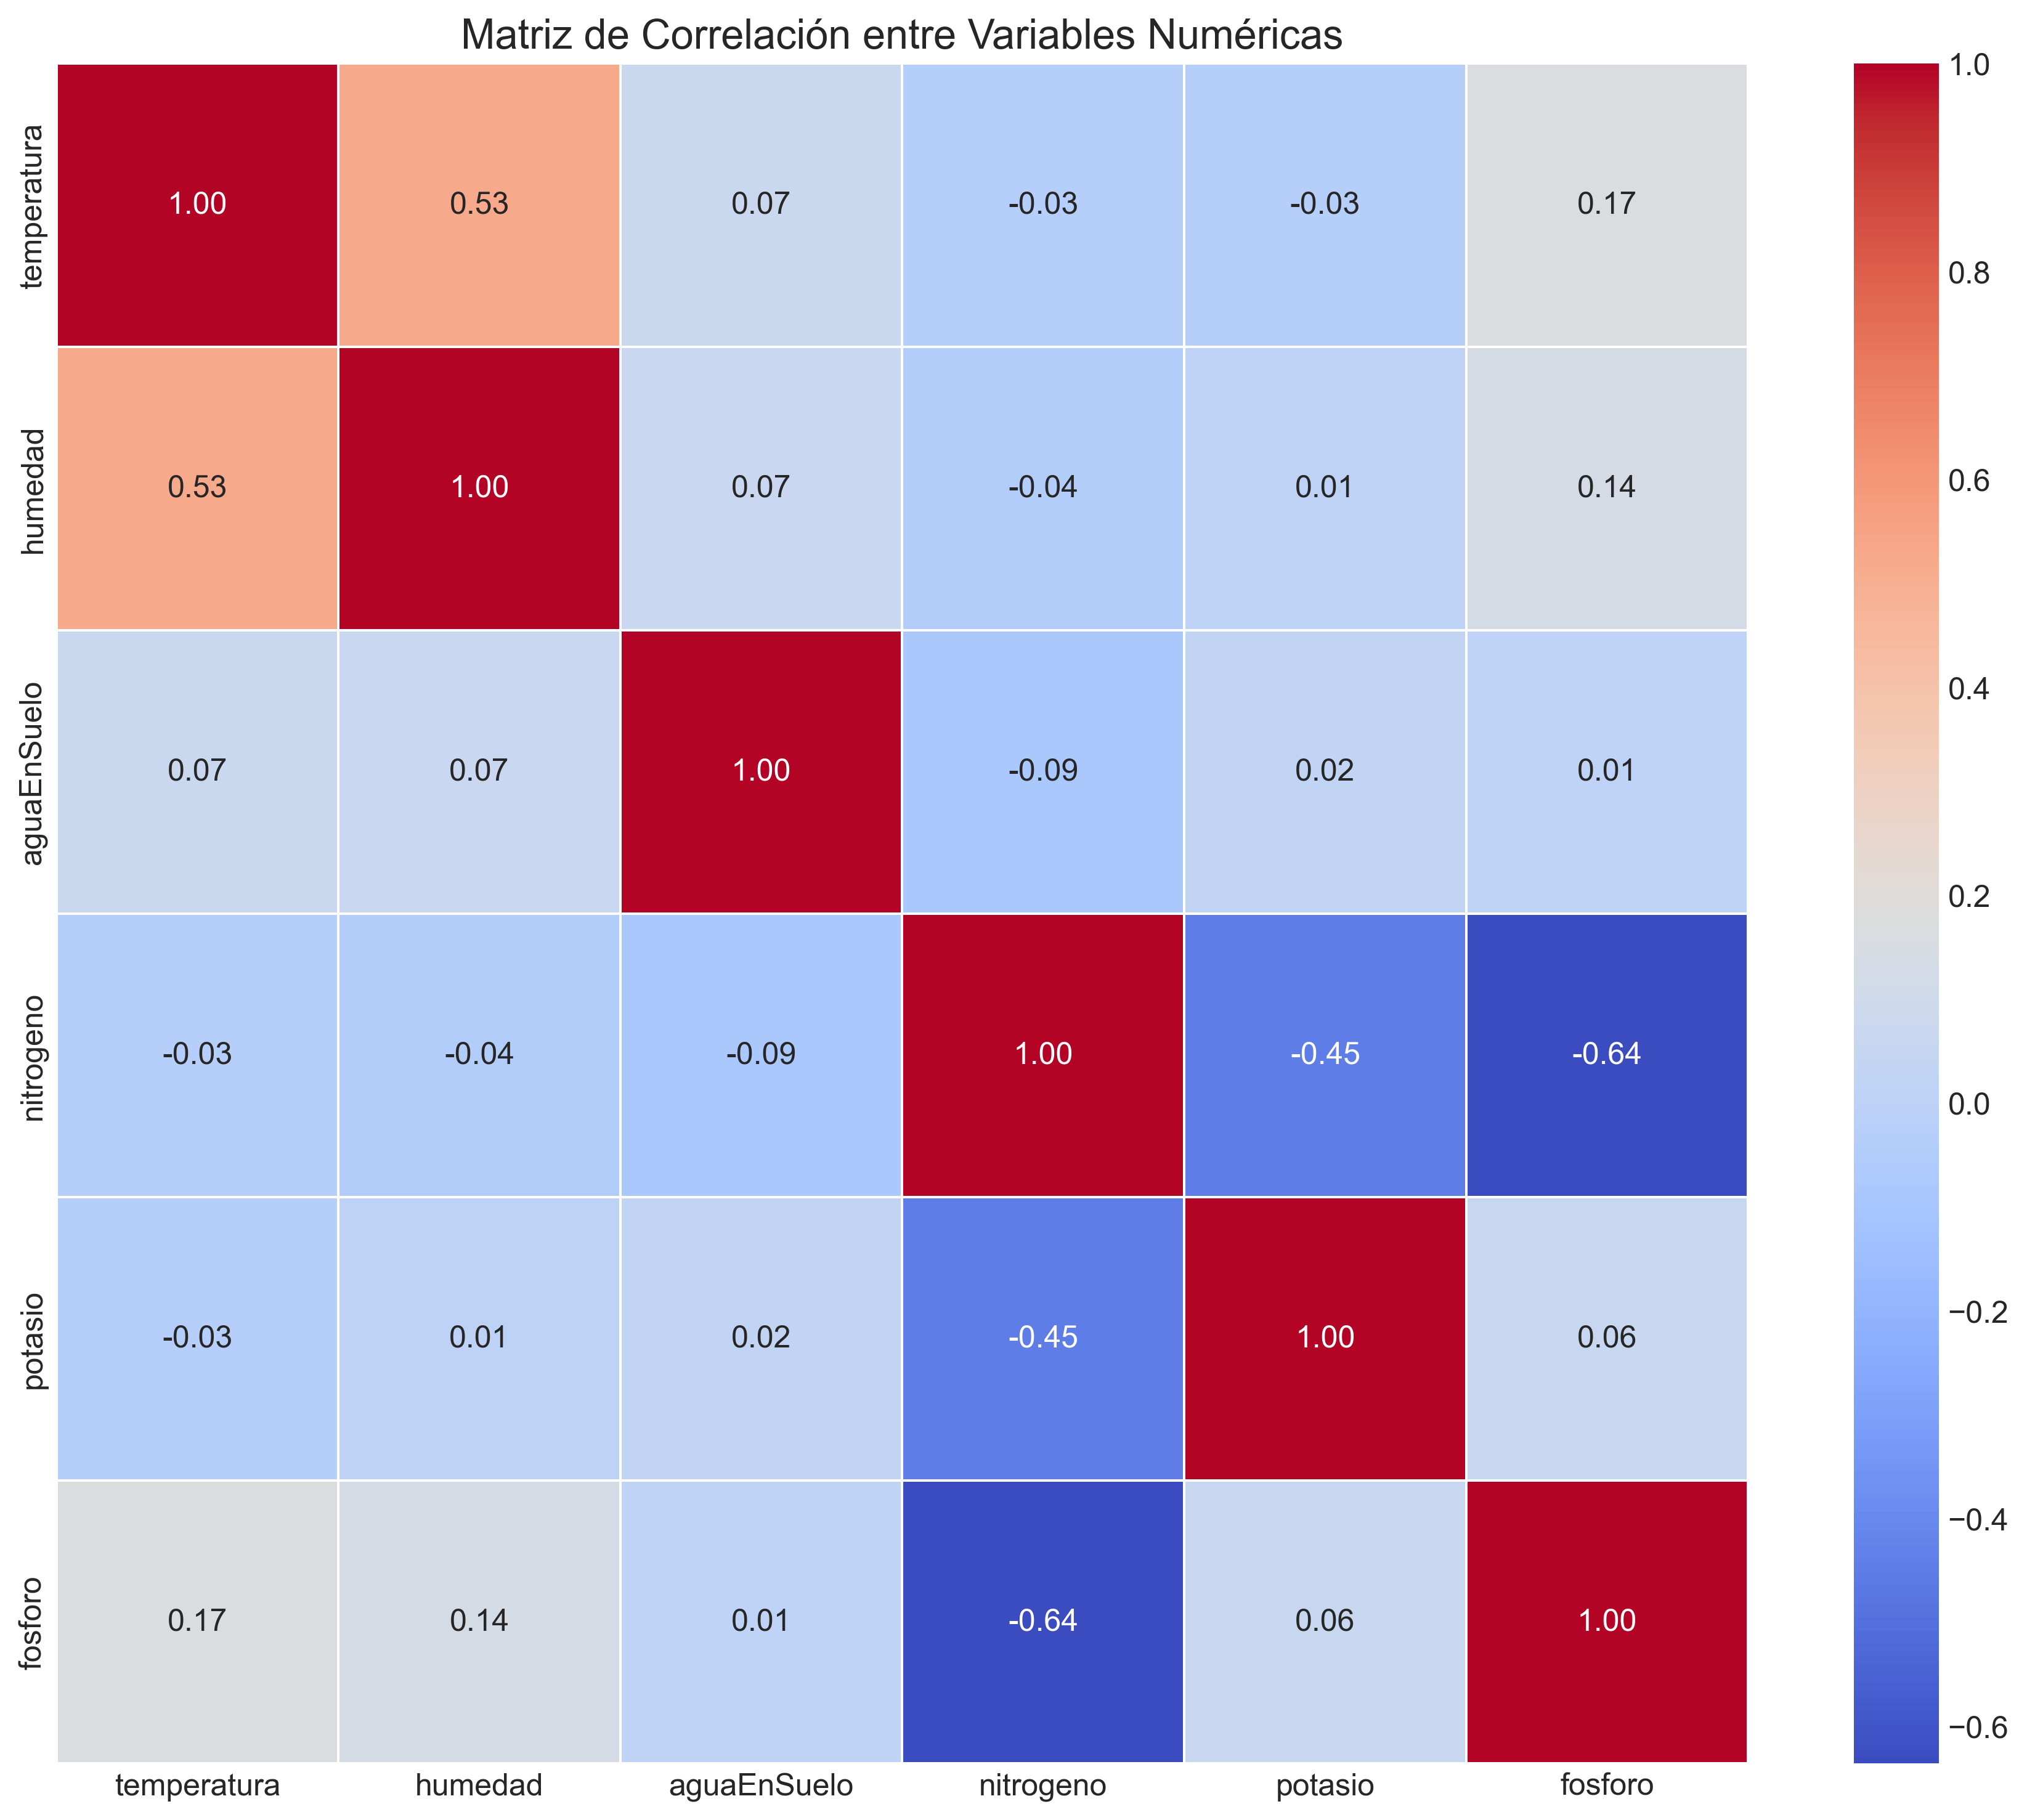 Matriz de Correlación entre Variables Numéricas
temperatura 1.00 0.53 0.07 -0.03 -0.03 0.17
humedad 0.53 1.00 0.07 -0.04 0.01 0.14
aguaEnSuelo 0.07 0.07 1.00 -0.09 0.02 0.01
nitrogeno -0.03 -0.04 -0.09 1.00 -0.45 -0.64
potasio -0.03 0.01 0.02 -0.45 1.00 0.06
fosforo 0.17 0.14 0.01 -0.64 0.06 1.00
temperatura humedad aguaEnSuelo nitrogeno potasio fosforo
1.0
0.8
0.6
0.4
0.2
0.0
−0.2
−0.4
−0.6